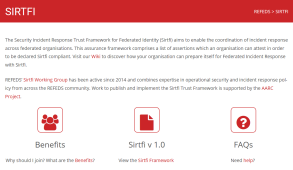 SIRTFI
REFEDS > SIRTFI
The Security Incident Response Trust Framework for Federated Identity (Sirtfi) aims to enable the coordination of incident response
across federated organisations. This assurance framework comprises a list of assertions which an organisation can attest in order
to be declared Sirtfi compliant. Visit our Wiki to discover how your organisation can prepare itself for Federated Incident Response
with Sirtfi.
REFEDS' Sirtfi Working Group has been active since 2014 and combines expertise in operational security and incident response pol-
icy from across the REFEDS community. Work to publish and implement the Sirtfi Trust Framework is supported by the AARC
Project.
Benefits
Sirtfi v 1.0
FAQs
Why should I join? What are the Benefits?
View the Sirtfi Framework
Need help?